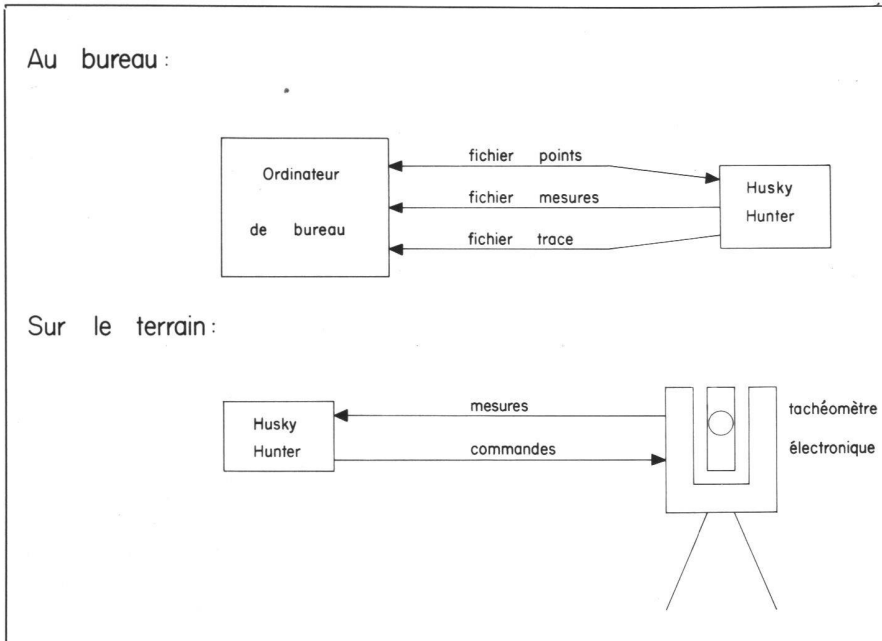 Au bureau :
Ordinateur
de bureau
fichier points
fichier mesures
fichier trace
Husky
Hunter
Sur le terrain :
Husky
Hunter
mesures
commandes
tachéomètre
électronique